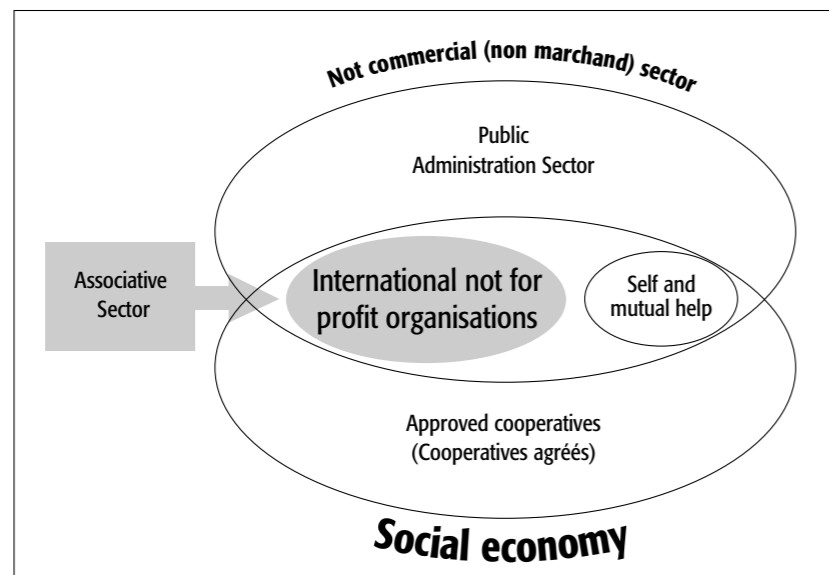 Not commercial (non marchand) sector
Public
Administration Sector
Associative
Sector
International not for
profit organisations
Self and
mutual help
Approved cooperatives
(Cooperatives agréés)
Social economy